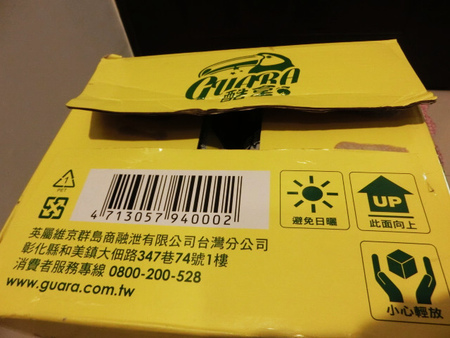 GUARA
酷拿
1
PET
4 713057 940002
避免日曬
UP
此面向上
英屬維京群島商融泄有限公司台灣分公司
彰化縣和美鎮大佃路347巷74號1樓
消費者服務專線 0800-200-528
www.guara.com.tw
小心輕放